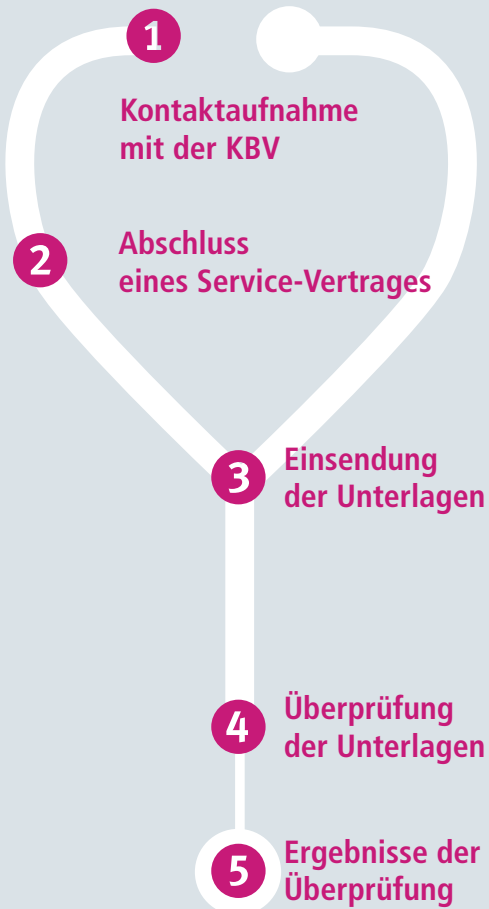 1
Kontaktaufnahme
mit der KBV
2
Abschluss
eines Service-Vertrages
3
Einsendung
der Unterlagen
4
Überprüfung
der Unterlagen
5
Ergebnisse der
Überprüfung